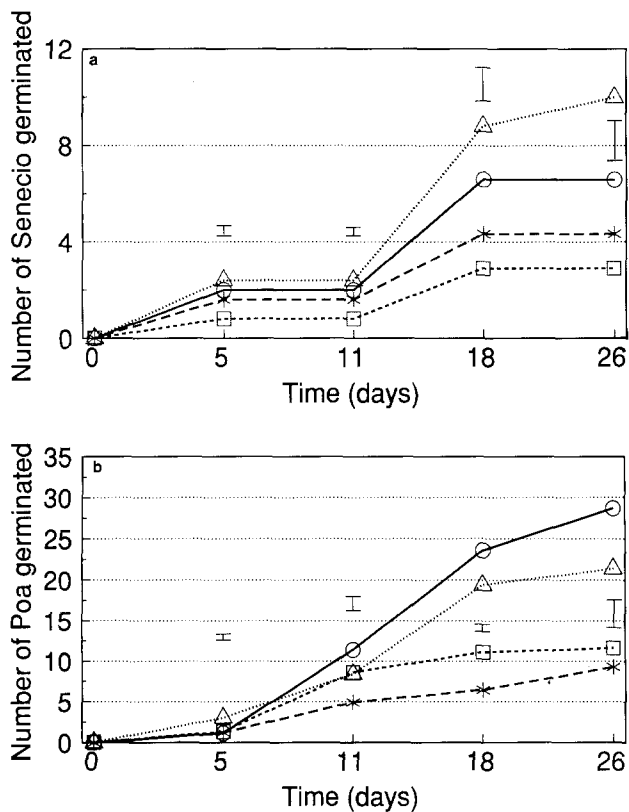 a
Number of Senecio germinated
12
8
4
0
0 5 11 18 26
Time (days)
b
Number of Poa germinated
35
30
25
20
15
10
5
0
0 5 11 18 26
Time (days)